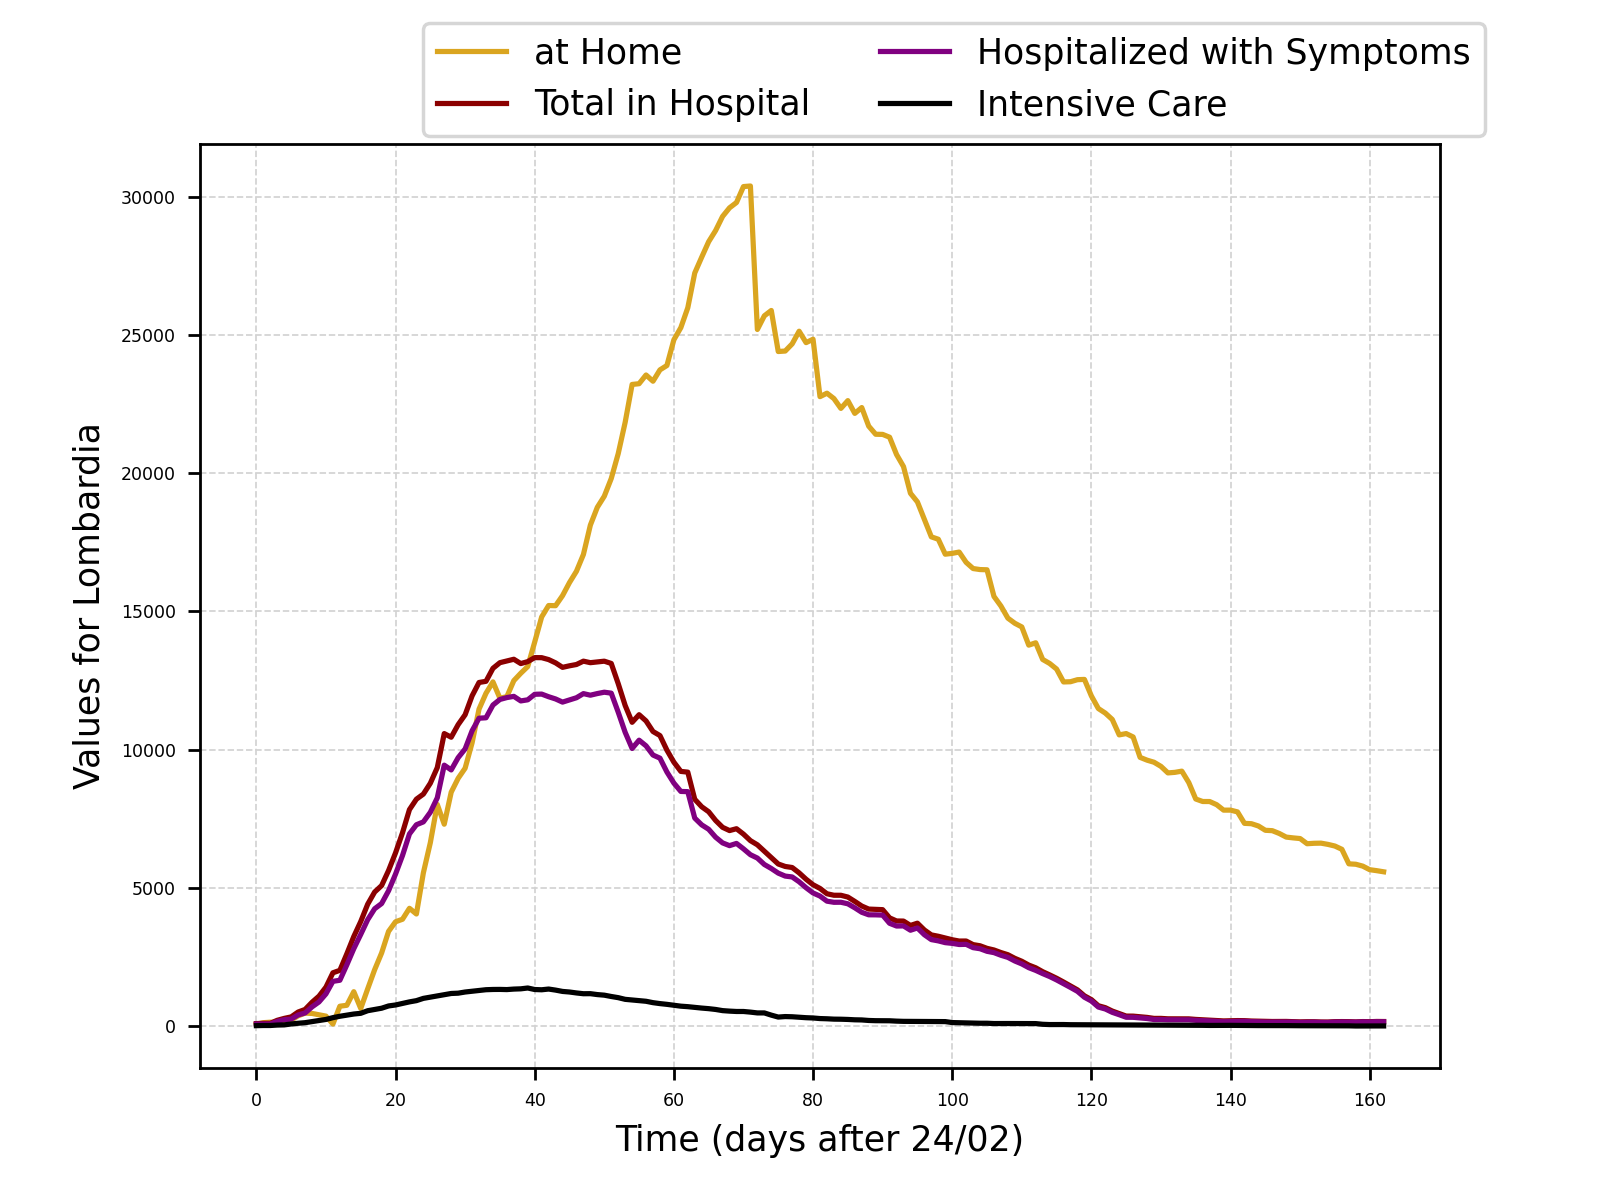 at Home
Total in Hospital
Hospitalized with Symptoms
Intensive Care
30000
25000
20000
15000
10000
5000
0
Values for Lombardia
0 20 40 60 80 100 120 140 160
Time (days after 24/02)